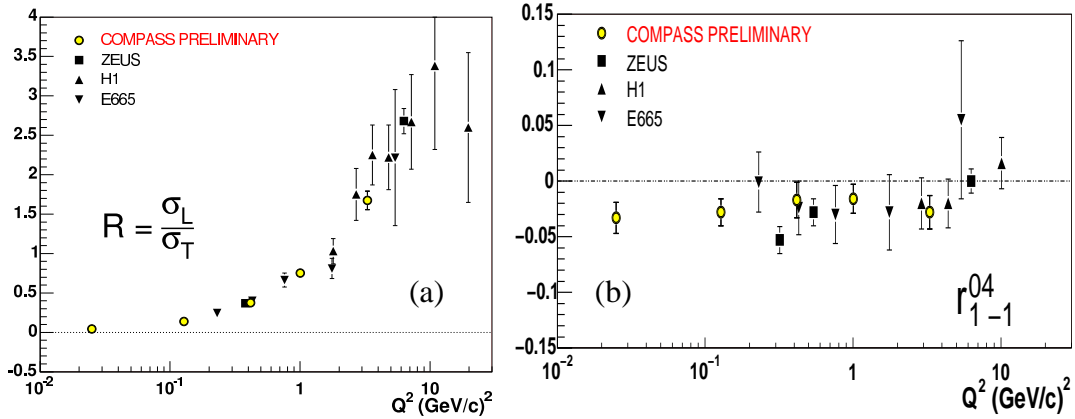 4
3.5
3
2.5
2
1.5
1
0.5
0
−0.5
COMPASS PRELIMINARY
ZEUS
H1
E665
R = σL/σT
(a)
10^-2 10^-1 1 10
Q^2 (GeV/c)^2
0.15
0.1
0.05
0
−0.05
−0.1
−0.15
COMPASS PRELIMINARY
ZEUS
H1
E665
(b)
r^04_1−1
10^−2 10^−1 1 10
Q^2 (GeV/c)^2